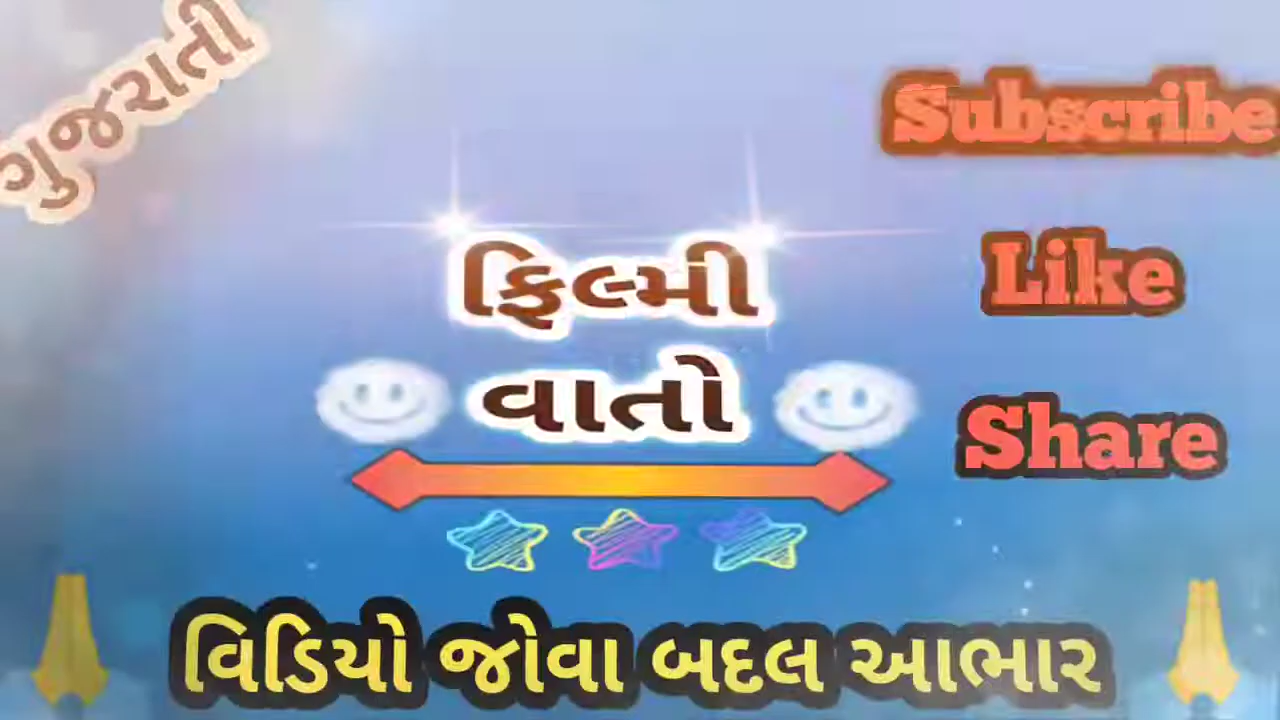 ગુજરાતી
Subscribe
ફિલ્મી
Like
વાતો
Share
વિડિયો જોવા બદલ આભાર